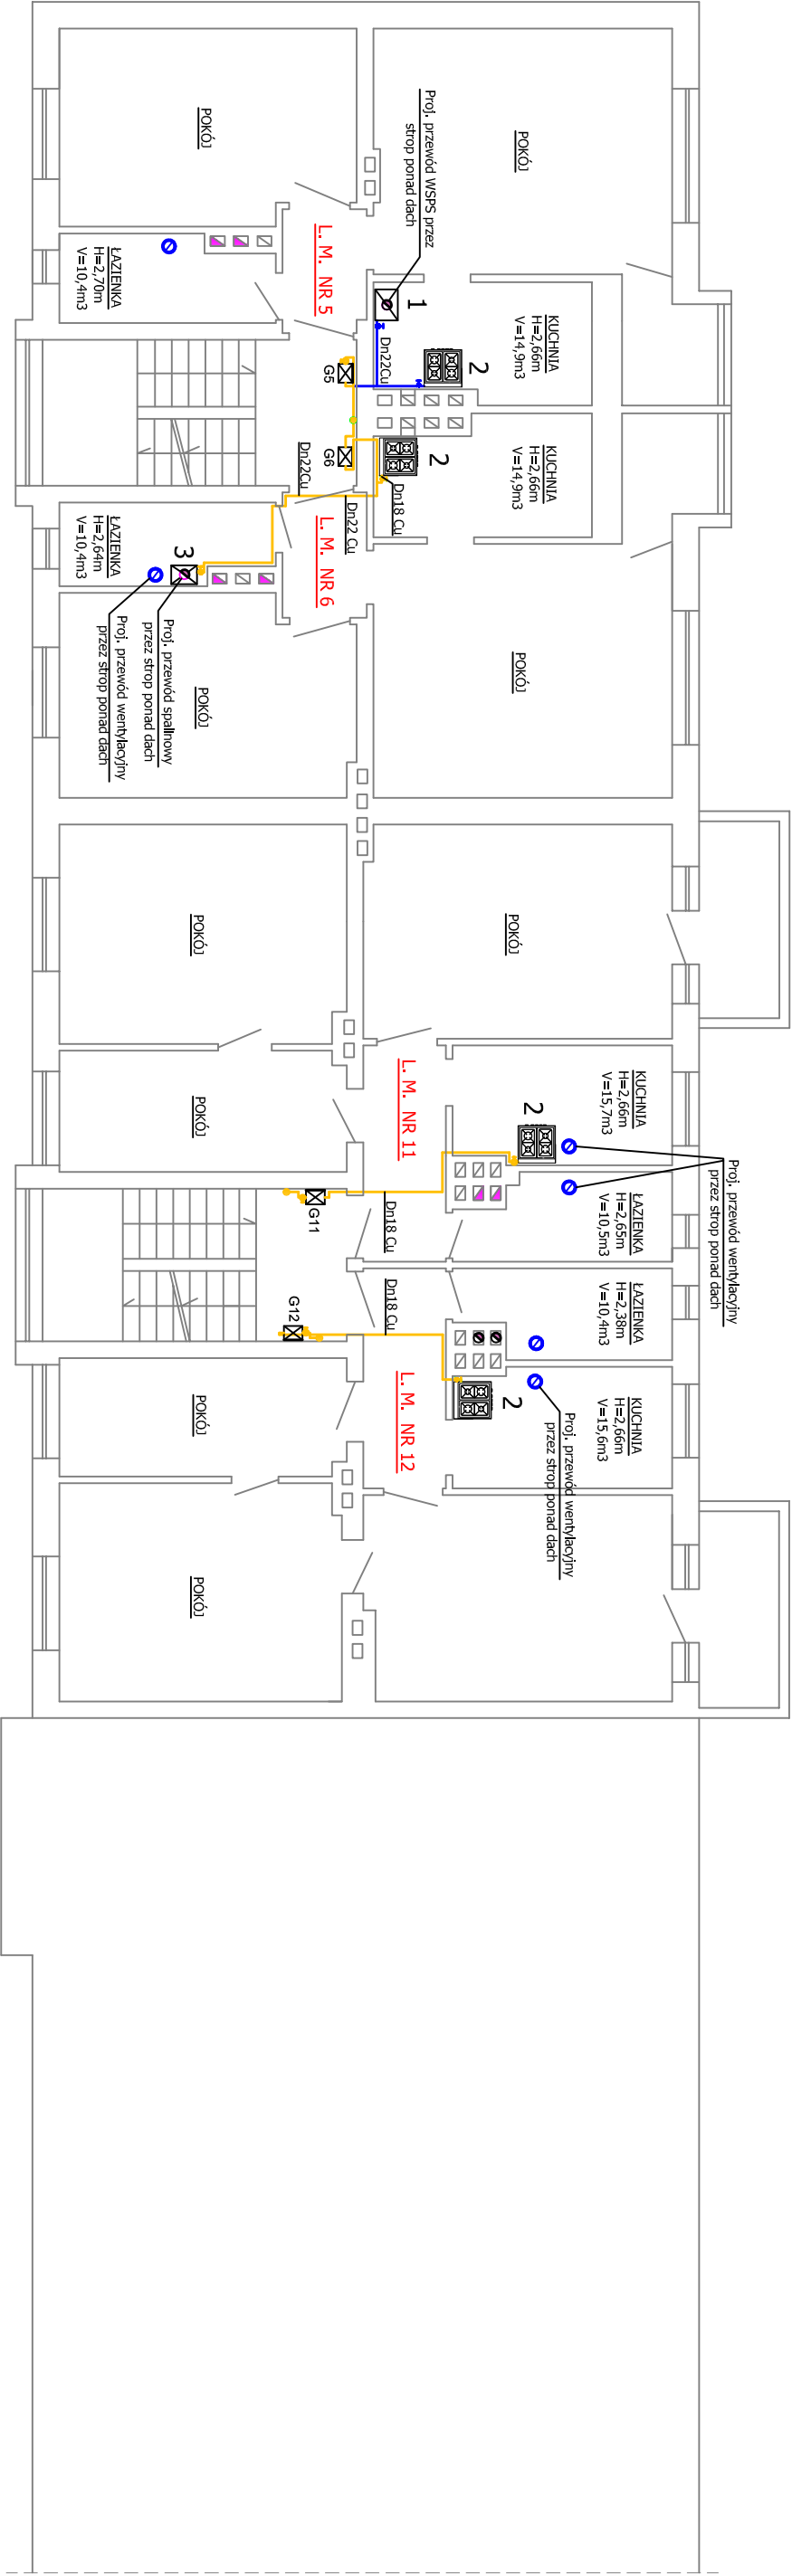 POKÓJ
POKÓJ
Proj. przewód WSPS przez
strop ponad dach
L. M. NR 5
ŁAZIENKA
H=2,70m
V=10,4m3
1
KUCHNIA
H=2,66m
V=14,9m3
Dn22Cu
2
G5
G6
2
KUCHNIA
H=2,66m
V=14,9m3
Dn22Cu
Dn18 Cu
Dn22 Cu
L. M. NR 6
ŁAZIENKA
H=2,64m
V=10,4m3
3
Proj. przewód spalinowy
przez strop ponad dach
Proj. przewód wentylacyjny
przez strop ponad dach
POKÓJ
POKÓJ
POKÓJ
POKÓJ
L. M. NR 11
POKÓJ
KUCHNIA
H=2,66m
V=15,7m3
2
Proj. przewód wentylacyjny
przez strop ponad dach
ŁAZIENKA
H=2,65m
V=10,5m3
Dn18 Cu
G11
Dn18 Cu
G12
ŁAZIENKA
H=2,38m
V=10,4m3
L. M. NR 12
2
KUCHNIA
H=2,66m
V=15,6m3
Proj. przewód wentylacyjny
przez strop ponad dach
POKÓJ
POKÓJ